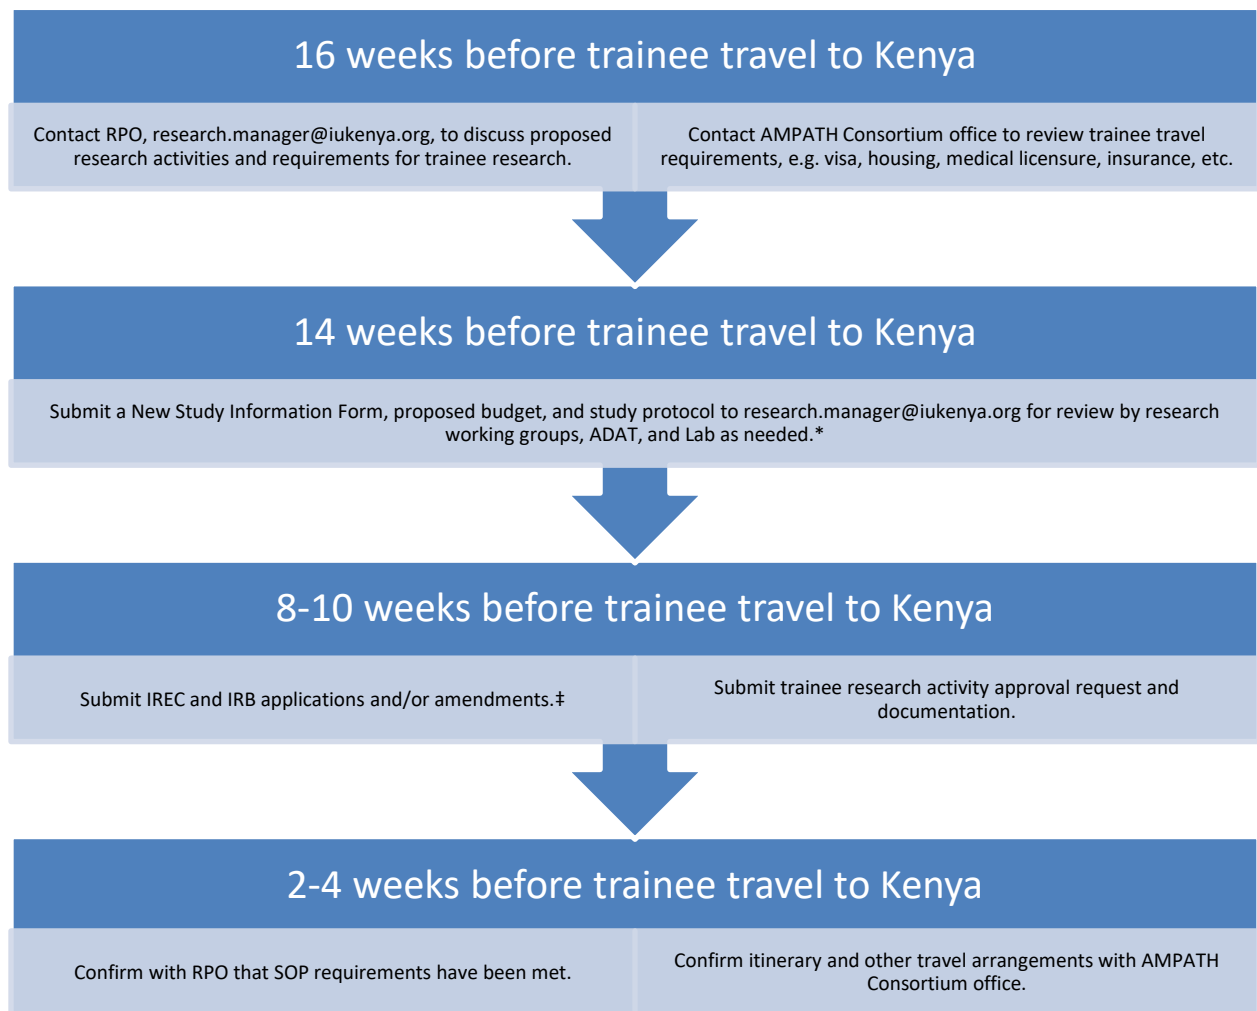 16 weeks before trainee travel to Kenya
Contact RPO, research.manager@iukenya.org, to discuss proposed
research activities and requirements for trainee research.
Contact AMPATH Consortium office to review trainee travel
requirements, e.g. visa, housing, medical licensure, insurance, etc.
14 weeks before trainee travel to Kenya
Submit a New Study Information Form, proposed budget, and study protocol to research.manager@iukenya.org for review by research
working groups, ADAT, and Lab as needed.*
8-10 weeks before trainee travel to Kenya
Submit IREC and IRB applications and/or amendments.‡
Submit trainee research activity approval request and
documentation.
2-4 weeks before trainee travel to Kenya
Confirm with RPO that SOP requirements have been met.
Confirm itinerary and other travel arrangements with AMPATH
Consortium office.